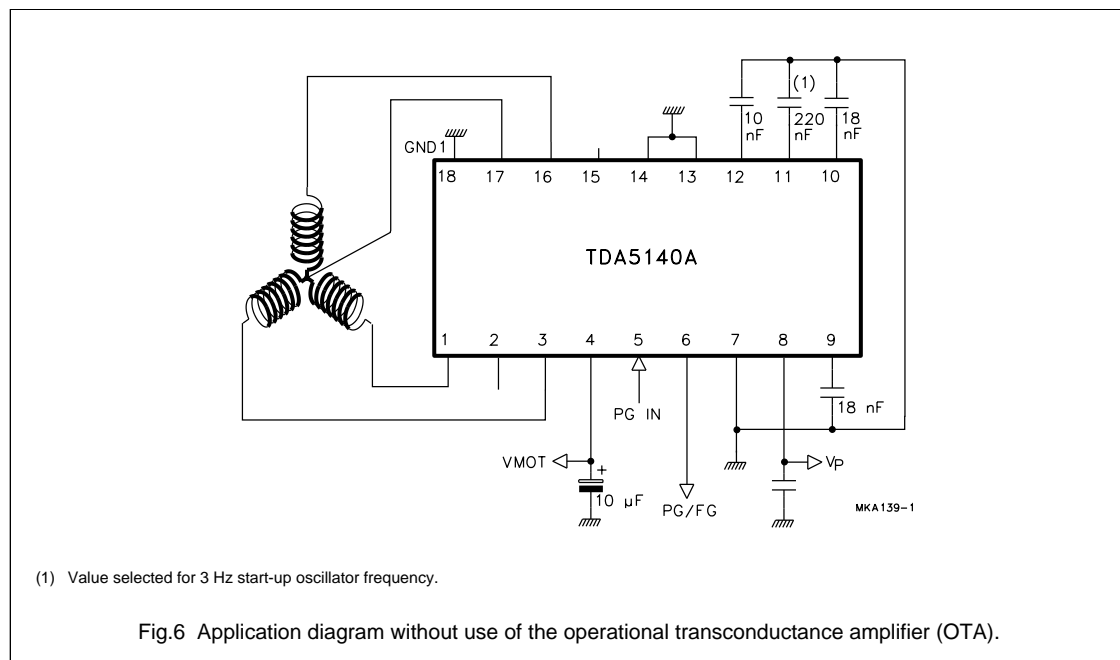 (1)
10 nF
220 nF
18 nF
GND1
18 17 16 15 14 13 12 11 10
TDA5140A
1 2 3 4 5 6 7 8 9
18 nF
PG IN
VMOT
+
10 µF
PG/FG
VP
MKA139-1
(1) Value selected for 3 Hz start-up oscillator frequency.
Fig.6 Application diagram without use of the operational transconductance amplifier (OTA).